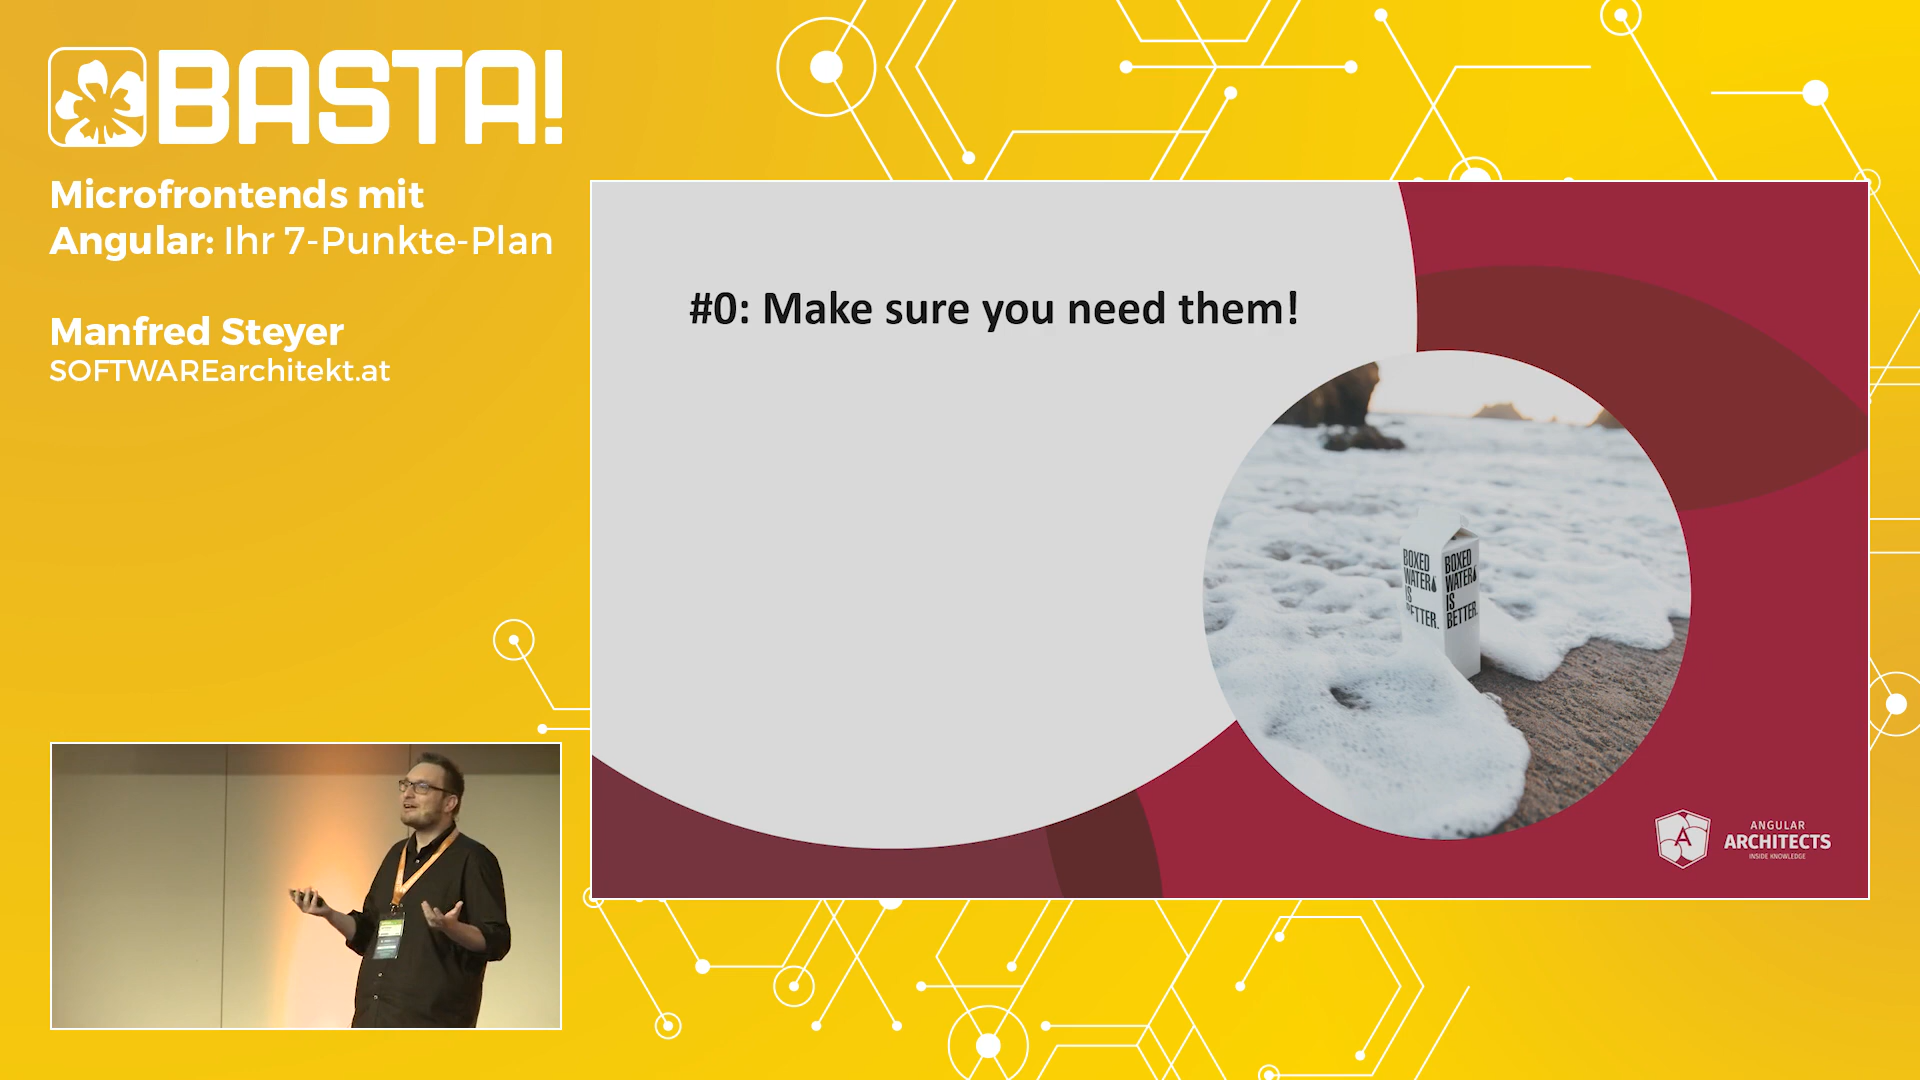 BASTA!
Microfrontends mit
Angular: Ihr 7-Punkte-Plan
Manfred Steyer
SOFTWAREarchitekt.at
#0: Make sure you need them!
BOXED
WATER
IS
BETTER.
BOXED
WATER
IS
BETTER.
A
ANGULAR
ARCHITECTS
INSIDE KNOWLEDGE